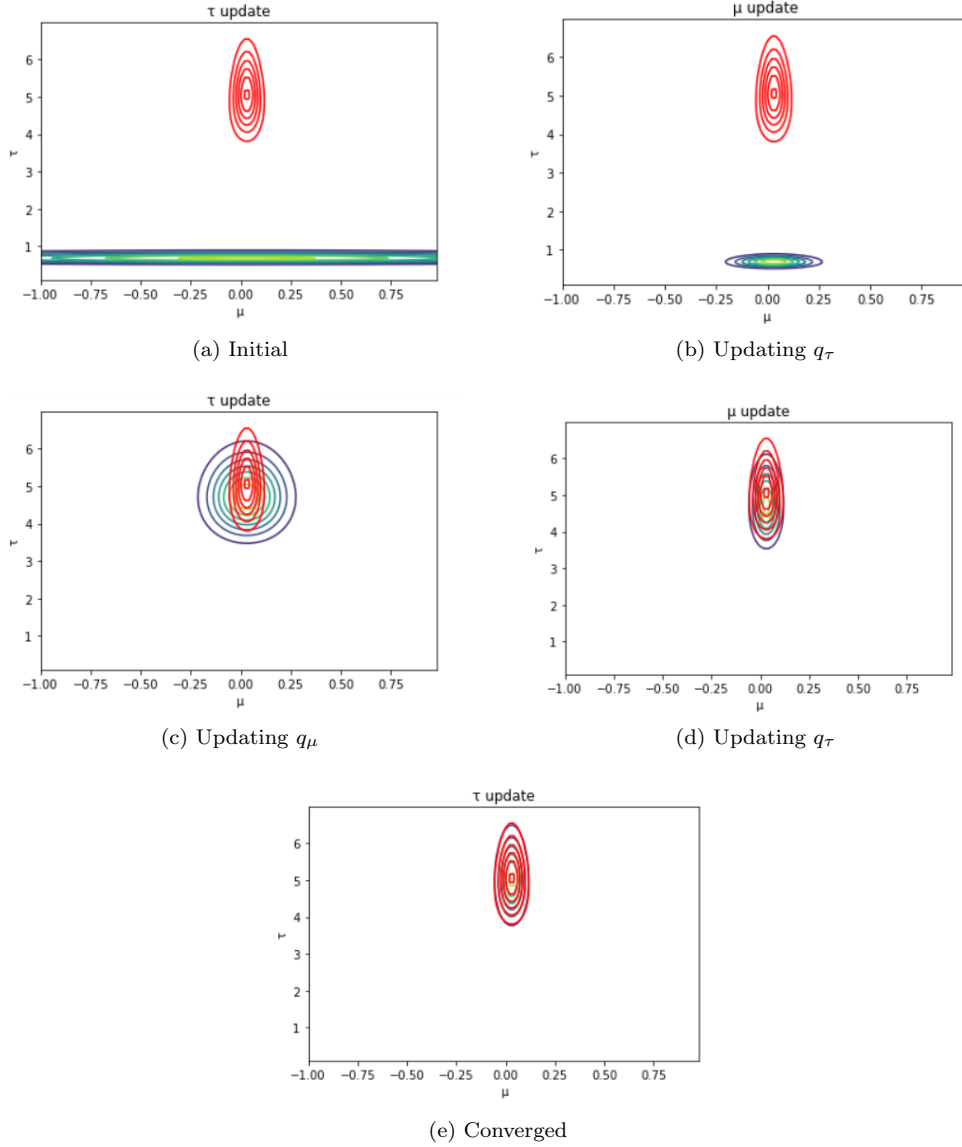 τ update
6
5
4
3
2
1
τ
−1.00 −0.75 −0.50 −0.25 0.00 0.25 0.50 0.75
μ
(a) Initial
μ update
6
5
4
3
2
1
τ
−1.00 −0.75 −0.50 −0.25 0.00 0.25 0.50 0.75
μ
(b) Updating qτ
τ update
6
5
4
3
2
1
τ
−1.00 −0.75 −0.50 −0.25 0.00 0.25 0.50 0.75
μ
(c) Updating qμ
μ update
6
5
4
3
2
1
τ
−1.00 −0.75 −0.50 −0.25 0.00 0.25 0.50 0.75
μ
(d) Updating qτ
τ update
6
5
4
3
2
1
τ
−1.00 −0.75 −0.50 −0.25 0.00 0.25 0.50 0.75
μ
(e) Converged